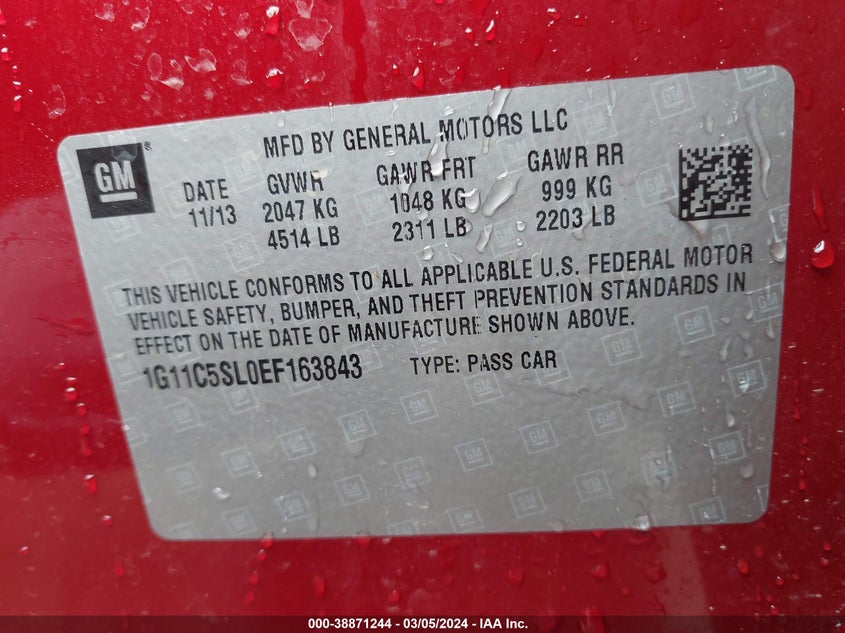 MFD BY GENERAL MOTORS LLC
GM
DATE GVWR GAWR FRT GAWR RR
11/13 2047 KG 1048 KG 999 KG
4514 LB 2311 LB 2203 LB
THIS VEHICLE CONFORMS TO ALL APPLICABLE U.S. FEDERAL MOTOR
VEHICLE SAFETY, BUMPER, AND THEFT PREVENTION STANDARDS IN
EFFECT ON THE DATE OF MANUFACTURE SHOWN ABOVE.
1G11C5SL0EF163843 TYPE: PASS CAR
000-38871244 - 03/05/2024 - IAA Inc.